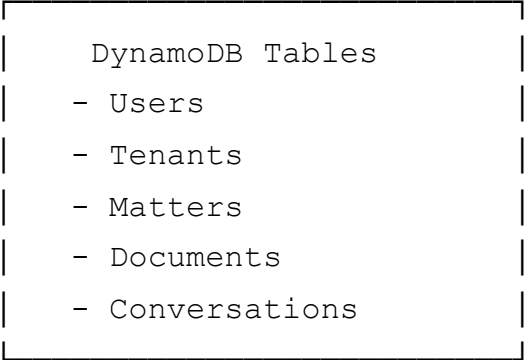 DynamoDB Tables
- Users
- Tenants
- Matters
- Documents
- Conversations